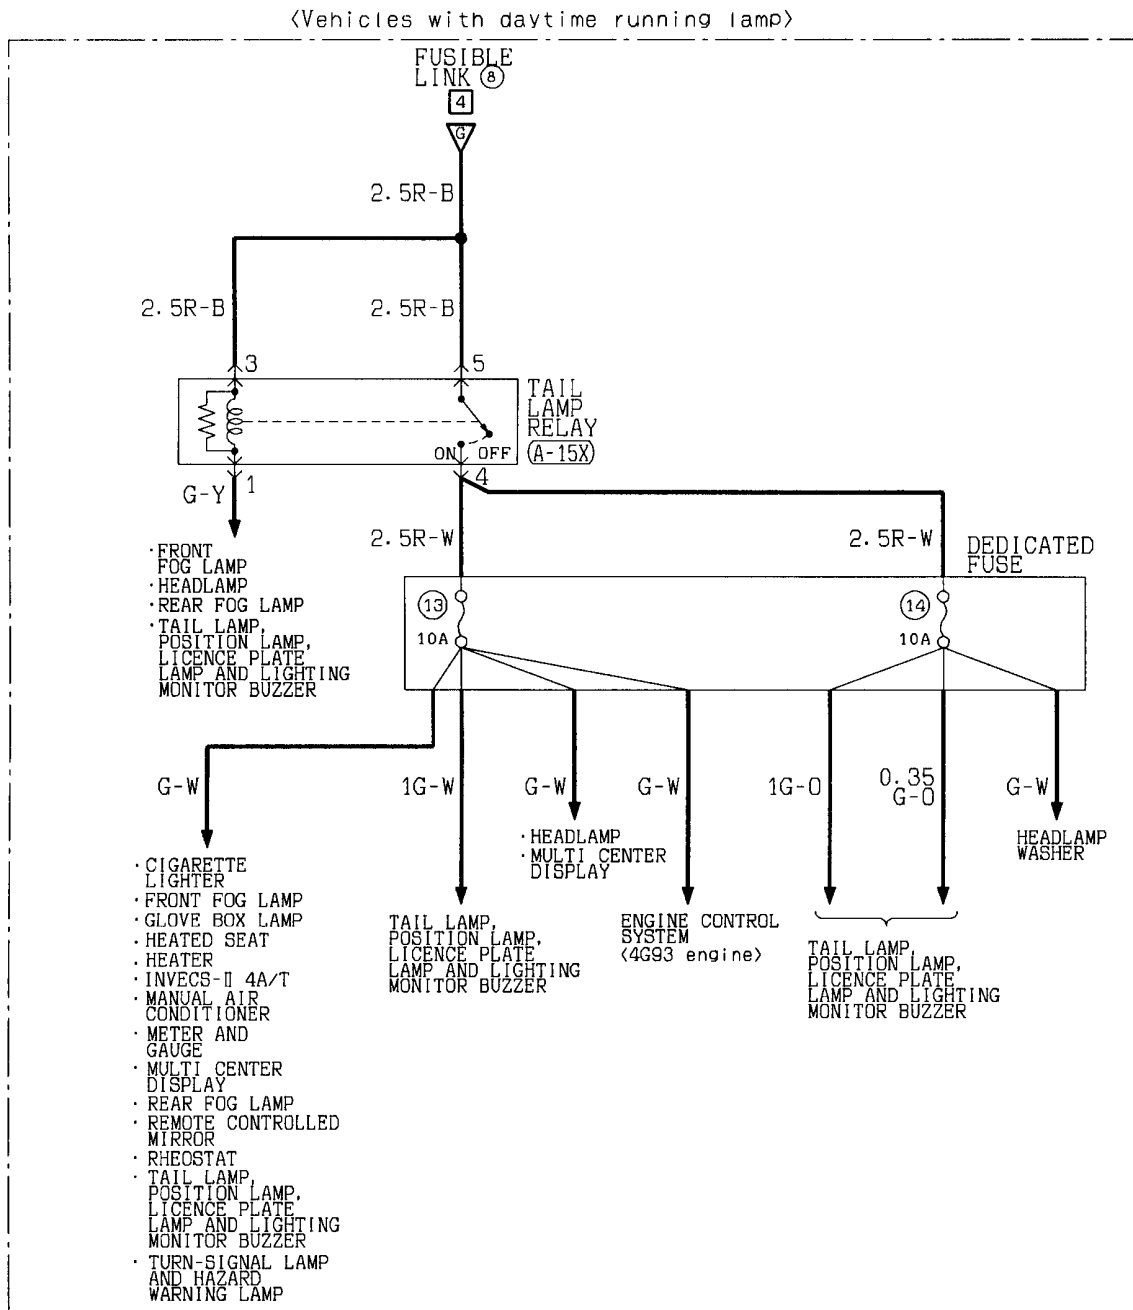 〈Vehicles with daytime running lamp〉
FUSIBLE
LINK ⑧
4
G
2.5R-B
2.5R-B
2.5R-B
3
5
TAIL
LAMP
RELAY
(A-15X)
ON OFF
1
4
G-Y
2.5R-W
2.5R-W
DEDICATED
FUSE
⑬
10A
⑭
10A
·FRONT
FOG LAMP
·HEADLAMP
·REAR FOG LAMP
·TAIL LAMP,
POSITION LAMP,
LICENCE PLATE
LAMP AND LIGHTING
MONITOR BUZZER
G-W
1G-W
G-W
G-W
1G-O
0.35
G-O
G-W
·CIGARETTE
LIGHTER
·FRONT FOG LAMP
·GLOVE BOX LAMP
·HEATED SEAT
·HEATER
·INVECS-Ⅱ 4A/T
·MANUAL AIR
CONDITIONER
·METER AND
GAUGE
·MULTI CENTER
DISPLAY
·REAR FOG LAMP
·REMOTE CONTROLLED
MIRROR
·RHEOSTAT
·TAIL LAMP,
POSITION LAMP,
LICENCE PLATE
LAMP AND LIGHTING
MONITOR BUZZER
·TURN-SIGNAL LAMP
AND HAZARD
WARNING LAMP
TAIL LAMP,
POSITION LAMP,
LICENCE PLATE
LAMP AND LIGHTING
MONITOR BUZZER
·HEADLAMP
·MULTI CENTER
DISPLAY
ENGINE CONTROL
SYSTEM
〈4G93 engine〉
TAIL LAMP,
POSITION LAMP,
LICENCE PLATE
LAMP AND LIGHTING
MONITOR BUZZER
HEADLAMP
WASHER